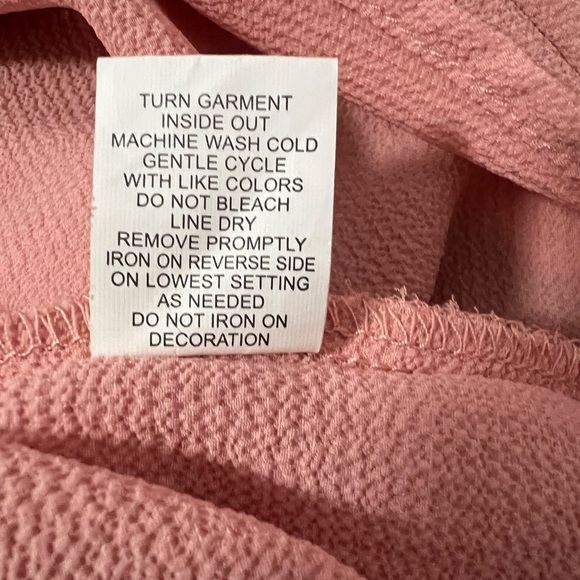 TURN GARMENT
INSIDE OUT
MACHINE WASH COLD
GENTLE CYCLE
WITH LIKE COLORS
DO NOT BLEACH
LINE DRY
REMOVE PROMPTLY
IRON ON REVERSE SIDE
ON LOWEST SETTING
AS NEEDED
DO NOT IRON ON
DECORATION